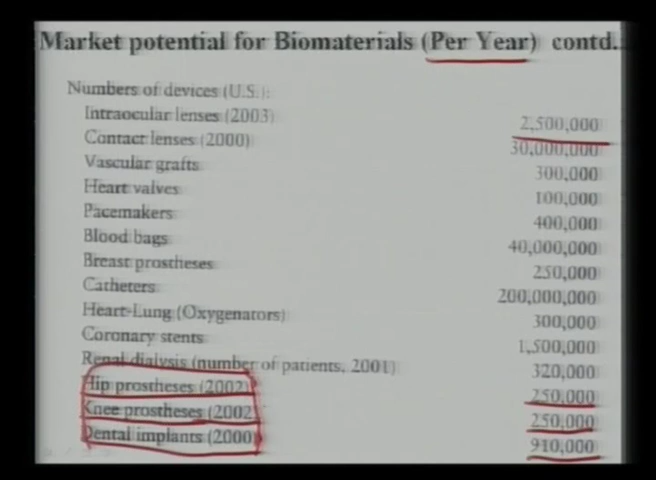 Market potential for Biomaterials (Per Year) contd..
Numbers of devices (U.S.):
Intraocular lenses (2003) 2,500,000
Contact lenses (2000) 30,000,000
Vascular grafts 300,000
Heart valves 100,000
Pacemakers 400,000
Blood bags 40,000,000
Breast prostheses 250,000
Catheters 200,000,000
Heart-Lung (Oxygenators) 300,000
Coronary stents 1,500,000
Renal dialysis (number of patients, 2001) 320,000
Hip prostheses (2002) 250,000
Knee prostheses (2002) 250,000
Dental implants (2000) 910,000